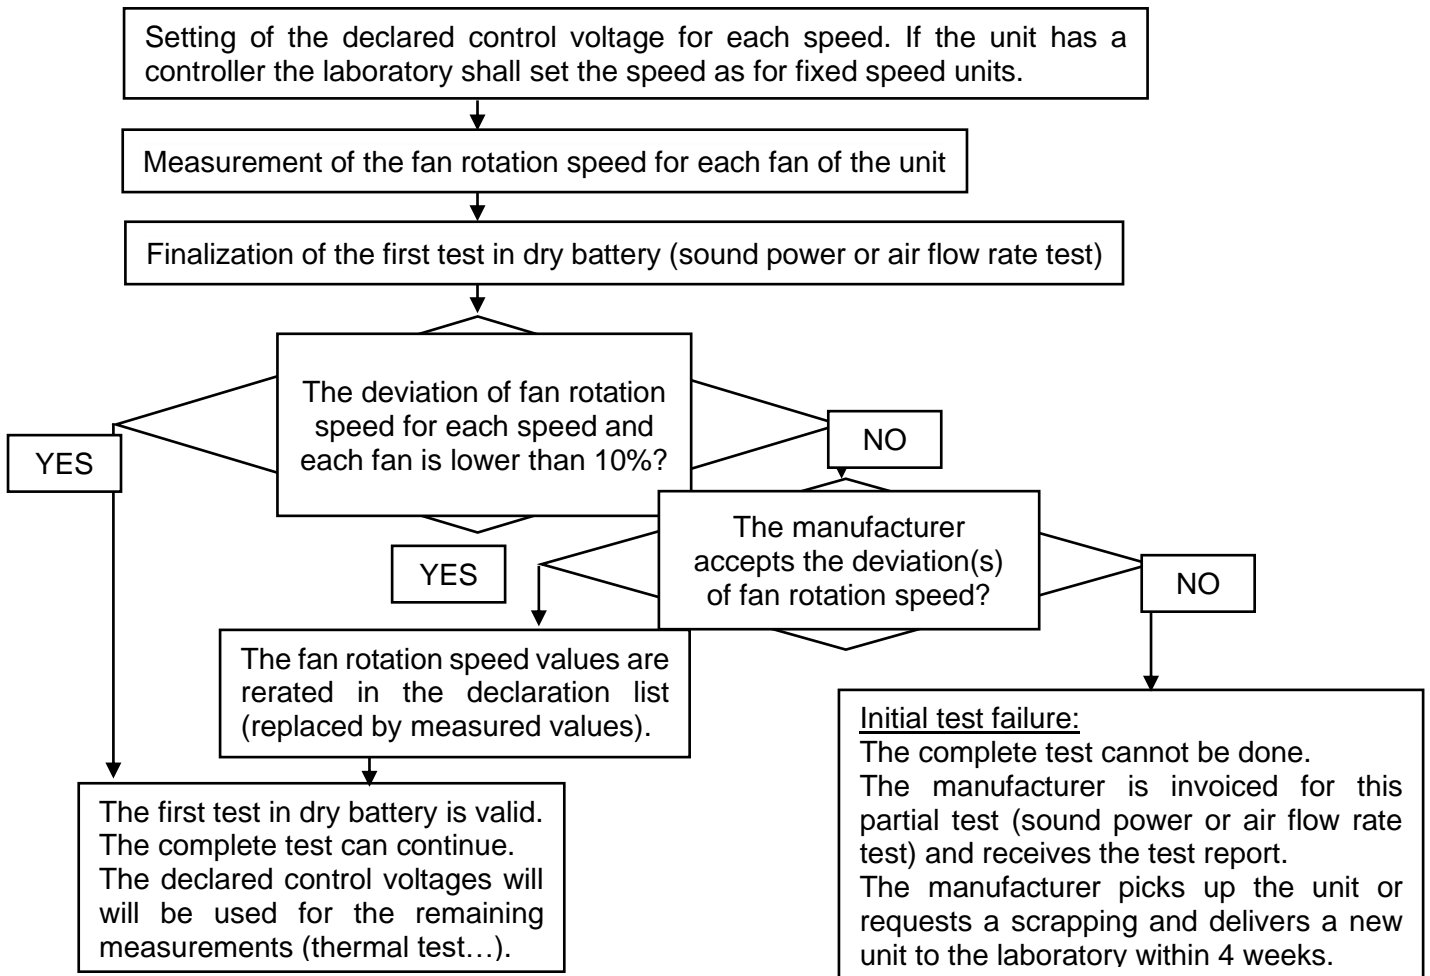 Setting of the declared control voltage for each speed. If the unit has a
controller the laboratory shall set the speed as for fixed speed units.
Measurement of the fan rotation speed for each fan of the unit
Finalization of the first test in dry battery (sound power or air flow rate test)
The deviation of fan rotation
speed for each speed and
each fan is lower than 10%?
YES
NO
The manufacturer
accepts the deviation(s)
of fan rotation speed?
YES
NO
The fan rotation speed values are
rerated in the declaration list
(replaced by measured values).
The first test in dry battery is valid.
The complete test can continue.
The declared control voltages will
will be used for the remaining
measurements (thermal test…).
Initial test failure:
The complete test cannot be done.
The manufacturer is invoiced for this
partial test (sound power or air flow rate
test) and receives the test report.
The manufacturer picks up the unit or
requests a scrapping and delivers a new
unit to the laboratory within 4 weeks.